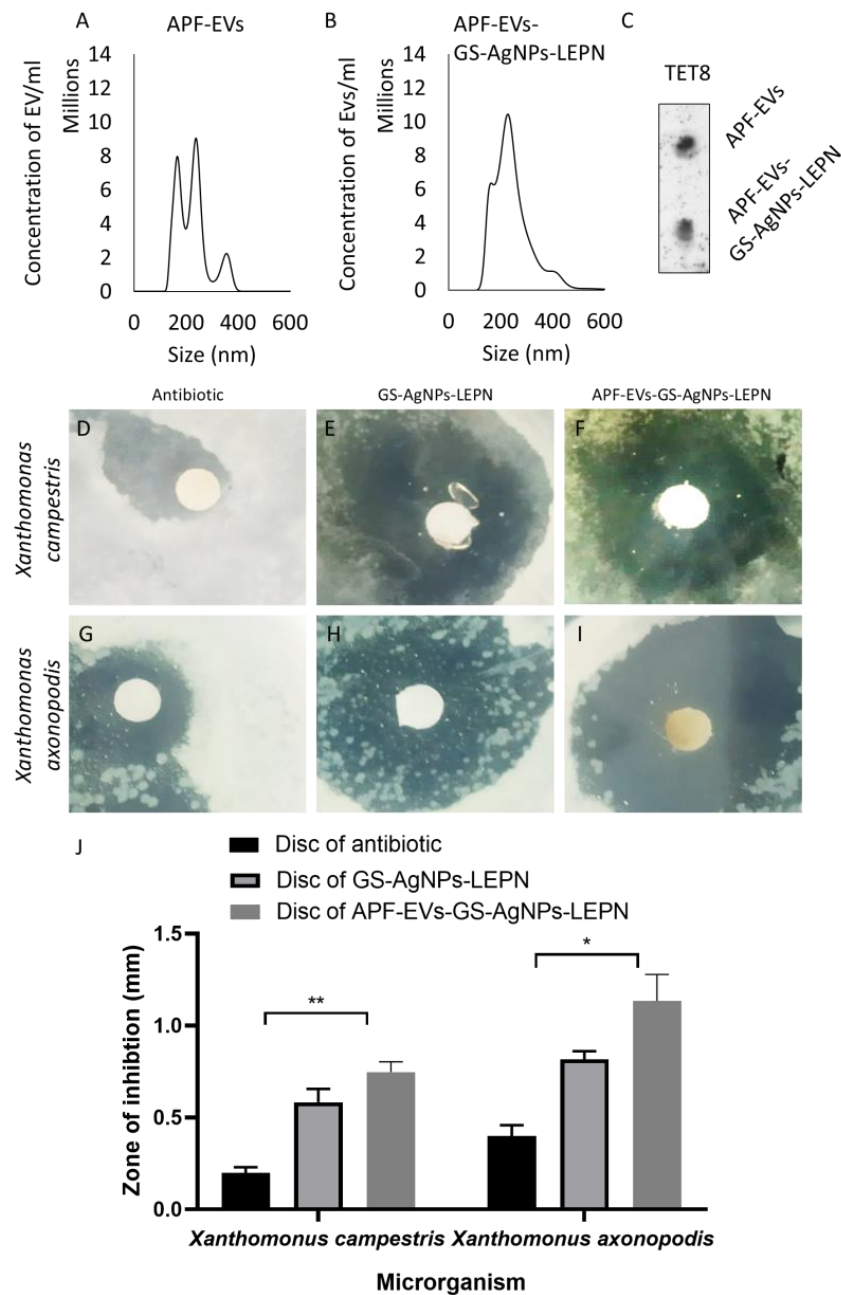 A
APF-EVs
Concentration of EV/ml
Millions
14
12
10
8
6
4
2
0
0 200 400 600
Size (nm)
B
APF-EVs-
GS-AgNPs-LEPN
Concentration of Evs/ml
Millions
14
12
10
8
6
4
2
0
0 200 400 600
Size (nm)
C
TET8
APF-EVs
APF-EVs-
GS-AgNPs-LEPN
Antibiotic
GS-AgNPs-LEPN
APF-EVs-GS-AgNPs-LEPN
Xanthomonas
campestris
D
E
F
Xanthomonas
axonopodis
G
H
I
J
Disc of antibiotic
Disc of GS-AgNPs-LEPN
Disc of APF-EVs-GS-AgNPs-LEPN
Zone of inhibtion (mm)
1.5
1.0
0.5
0.0
**
*
Xanthomonus campestris Xanthomonus axonopodis
Microrganism